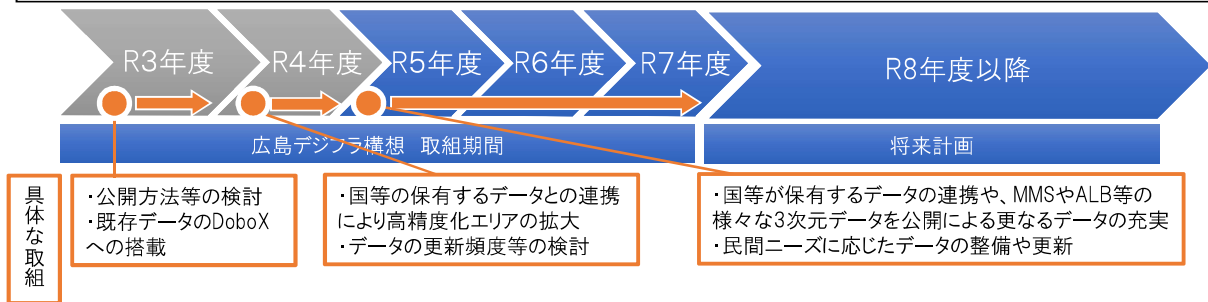 R3年度
R4年度
R5年度
R6年度
R7年度
R8年度以降
広島デジフラ構想 取組期間
将来計画
具体な取組
・公開方法等の検討
・既存データのDoboX
への搭載
・国等の保有するデータとの連携
により高精度化エリアの拡大
・データの更新頻度等の検討
・国等が保有するデータの連携や、MMSやALB等の
様々な3次元データを公開による更なるデータの充実
・民間ニーズに応じたデータの整備や更新